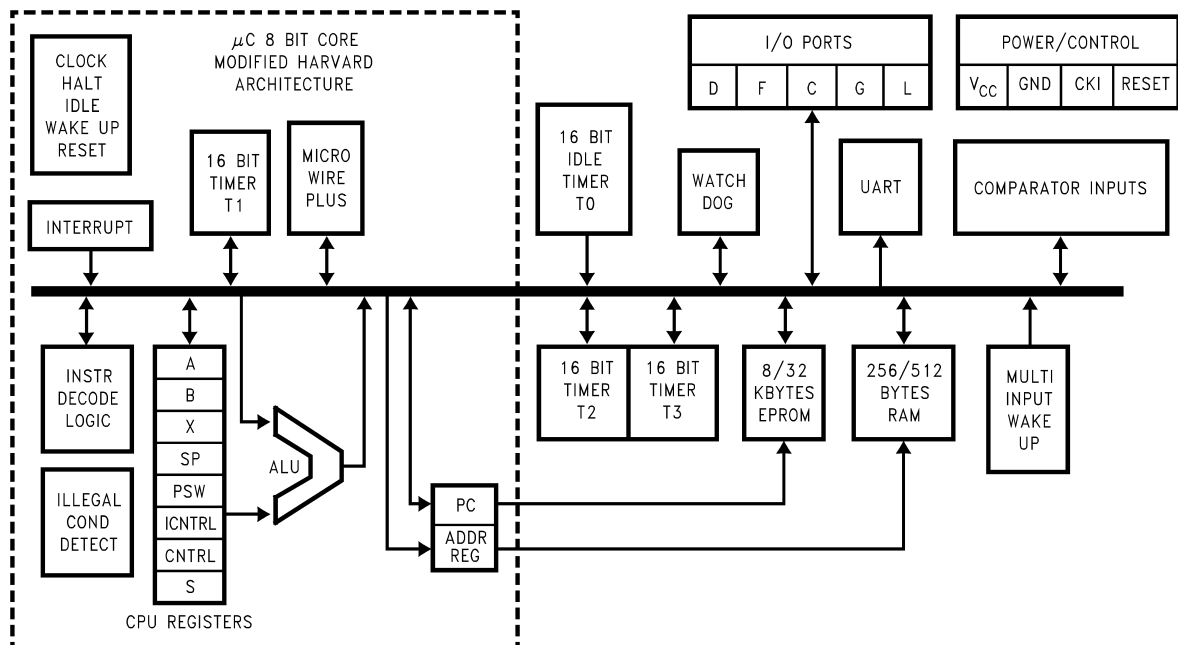 CLOCK
HALT
IDLE
WAKE UP
RESET
μC 8 BIT CORE
MODIFIED HARVARD
ARCHITECTURE
INTERRUPT
16 BIT
TIMER
T1
MICRO
WIRE
PLUS
16 BIT
IDLE
TIMER
T0
WATCH
DOG
I/O PORTS
D F C G L
UART
POWER/CONTROL
VCC GND CKI RESET
COMPARATOR INPUTS
INSTR
DECODE
LOGIC
ILLEGAL
COND
DETECT
A
B
X
SP
PSW
ICNTRL
CNTRL
S
CPU REGISTERS
ALU
PC
ADDR
REG
16 BIT
TIMER
T2
16 BIT
TIMER
T3
8/32
KBYTES
EPROM
256/512
BYTES
RAM
MULTI
INPUT
WAKE
UP